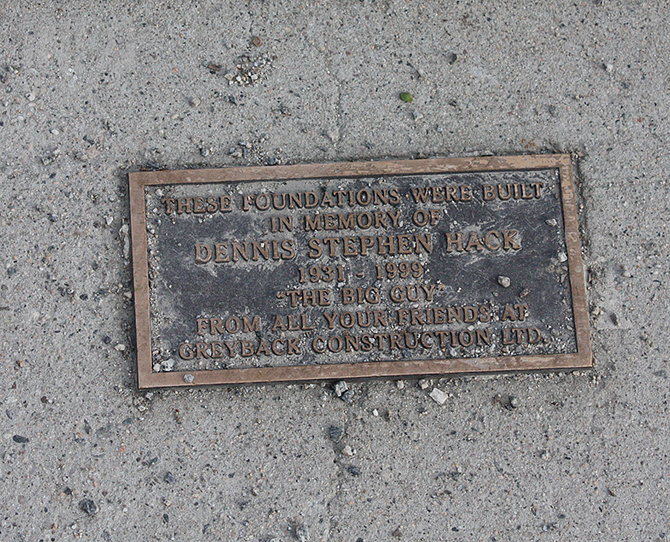 THESE FOUNDATIONS WERE BUILT
IN MEMORY OF
DENNIS STEPHEN HACK
1931 - 1999
"THE BIG GUY"
FROM ALL YOUR FRIENDS AT
GREYBACK CONSTRUCTION LTD.